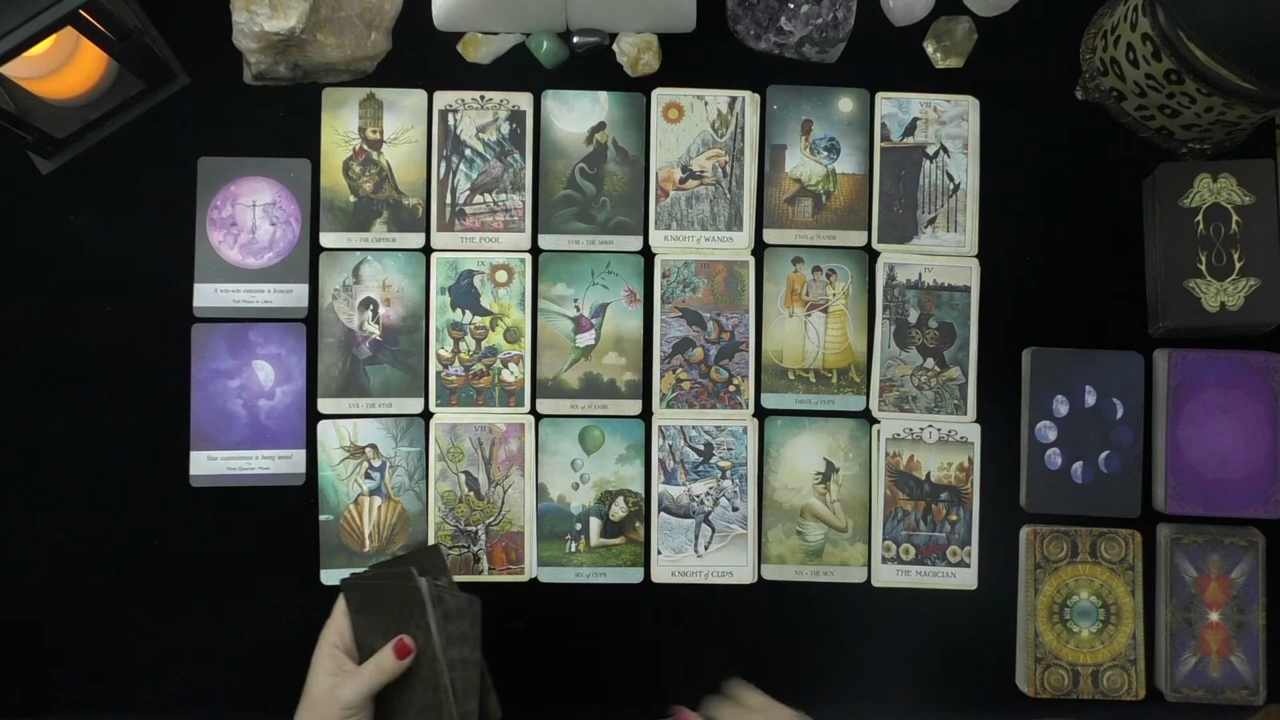 IV • THE EMPEROR
THE FOOL
XVIII • THE MOON
KNIGHT of WANDS
TWO of WANDS
VII
A win-win outcome is forecast
Full Moon in Libra
XVII • THE STAR
IX
SIX of WANDS
III
THREE of CUPS
IV
Your commitment is being tested
First Quarter Moon
VII
SIX of CUPS
KNIGHT of CUPS
XIX • THE SUN
I
THE MAGICIAN